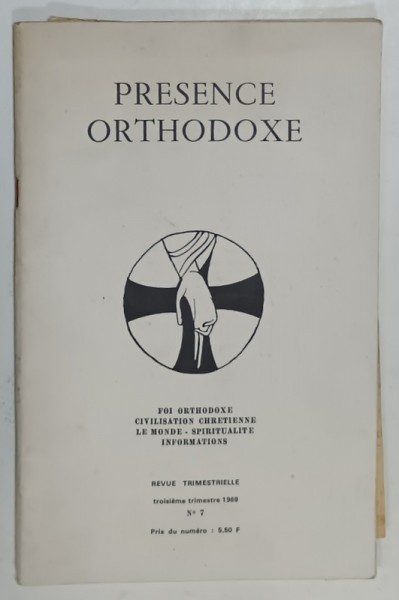 PRESENCE
ORTHODOXE
FOI ORTHODOXE
CIVILISATION CHRETIENNE
LE MONDE - SPIRITUALITE
INFORMATIONS
REVUE TRIMESTRIELLE
troisième trimestre 1969
Nº 7
Prix du numéro : 5,50 F